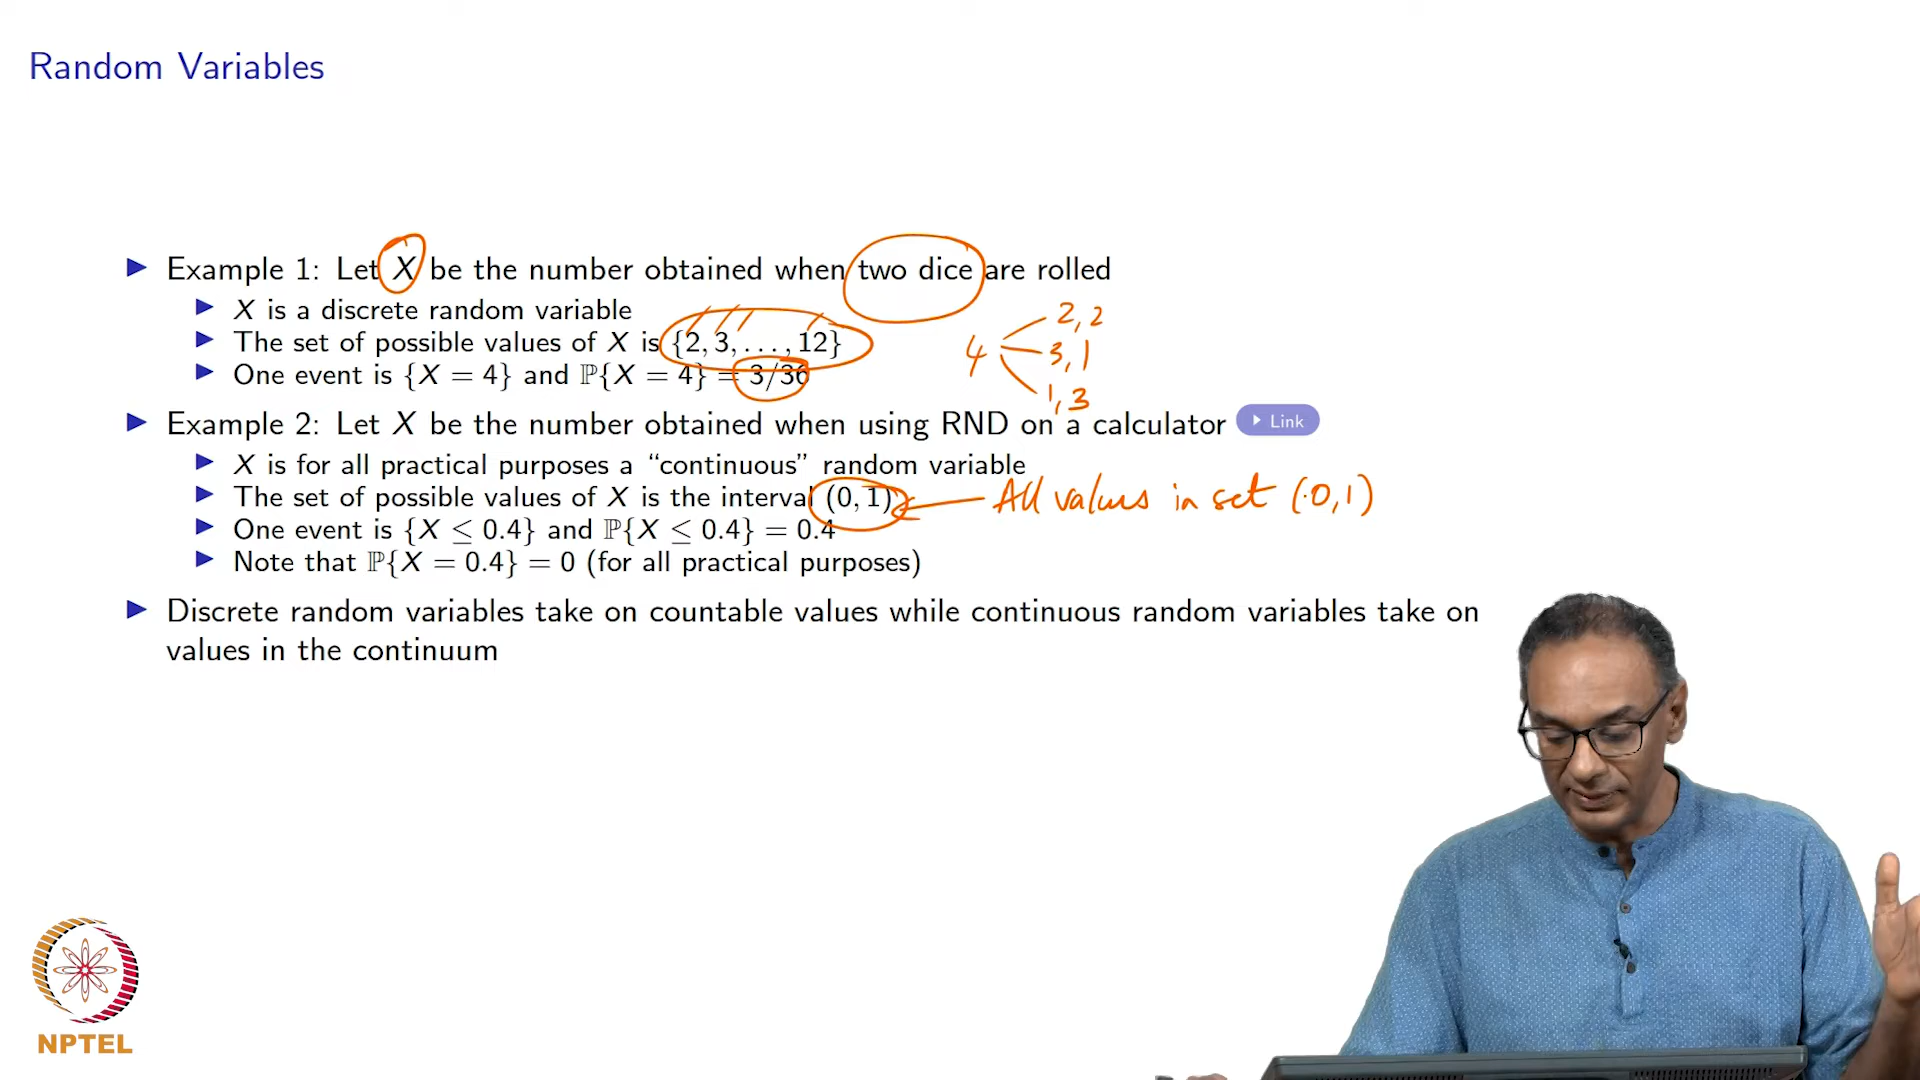 Random Variables
Example 1: Let X be the number obtained when two dice are rolled
X is a discrete random variable
The set of possible values of X is {2, 3, . . . , 12}
One event is {X = 4} and ℙ{X = 4} = 3/36
4
2, 2
3, 1
1, 3
Example 2: Let X be the number obtained when using RND on a calculator Link
X is for all practical purposes a “continuous” random variable
The set of possible values of X is the interval (0, 1)
All values in set (0, 1)
One event is {X ≤ 0.4} and ℙ{X ≤ 0.4} = 0.4
Note that ℙ{X = 0.4} = 0 (for all practical purposes)
Discrete random variables take on countable values while continuous random variables take on
values in the continuum
NPTEL